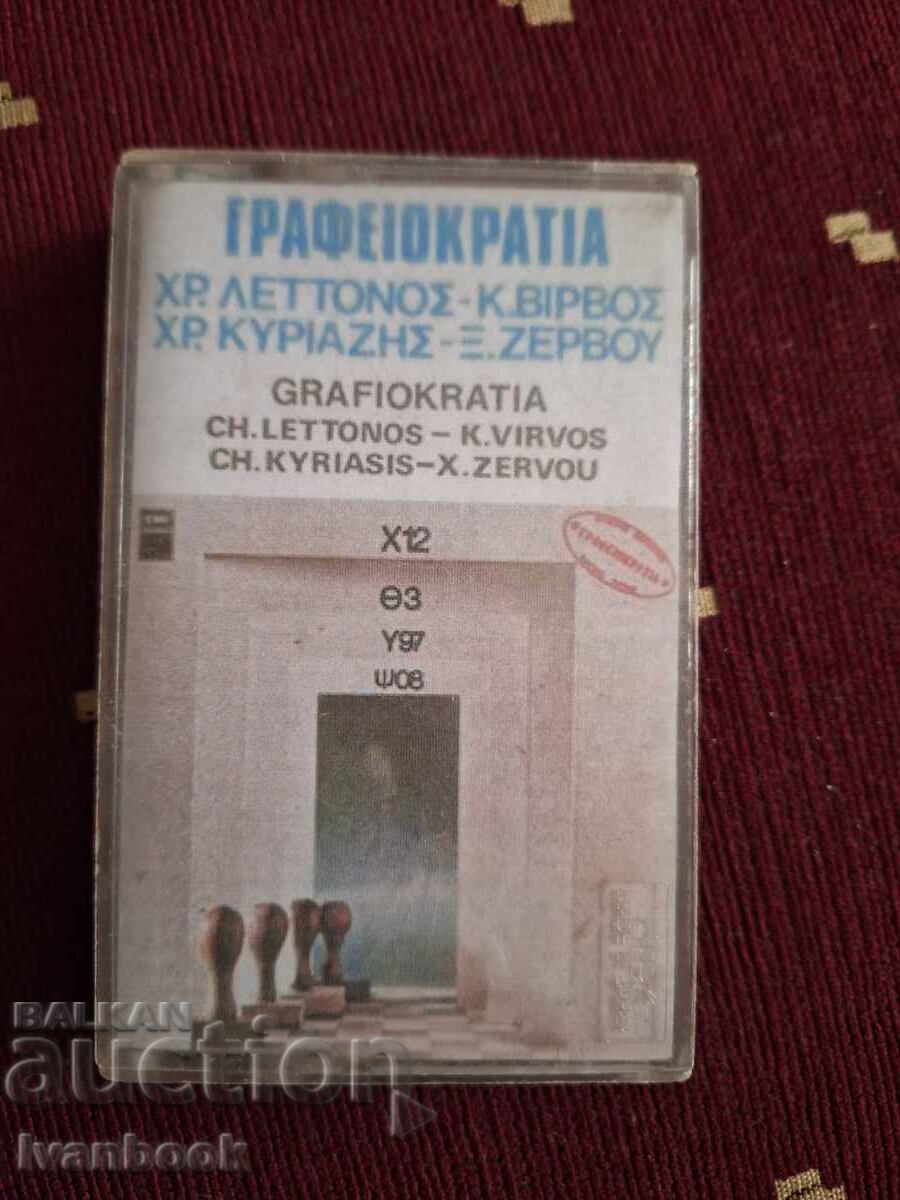 ΓΡΑΦΕΙΟΚΡΑΤΙΑ
ΧΡ. ΛΕΤΤΟΝΟΣ-Κ.ΒΙΡΒΟΣ
ΧΡ. ΚΥΡΙΑΖΗΣ-Ξ.ΖΕΡΒΟΥ
GRAFIOKRATIA
CH.LETTONOS – K.VIRVOS
CH.KYRIASIS–X.ZERVOU
Χ12
ΓΡΑΦΕΙΟΚΡΑΤΙΑ
Θ3
Υ97
Ψ08
BALKAN
auction
Ivanbook